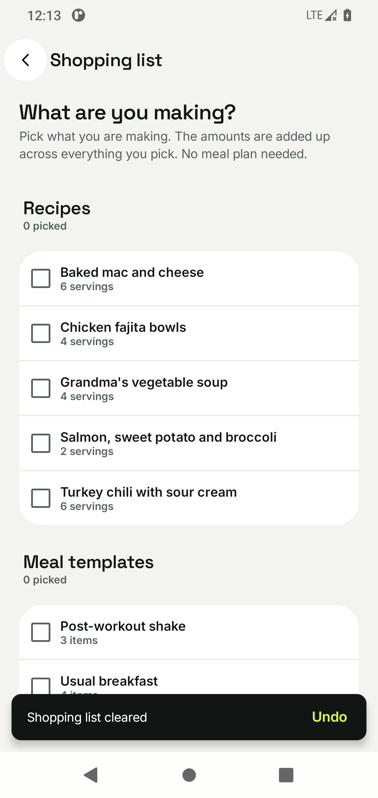 12:13
LTE
Shopping list
What are you making?
Pick what you are making. The amounts are added up
across everything you pick. No meal plan needed.
Recipes
0 picked
Baked mac and cheese
6 servings
Chicken fajita bowls
4 servings
Grandma's vegetable soup
4 servings
Salmon, sweet potato and broccoli
2 servings
Turkey chili with sour cream
6 servings
Meal templates
0 picked
Post-workout shake
3 items
Usual breakfast
4 items
Shopping list cleared
Undo